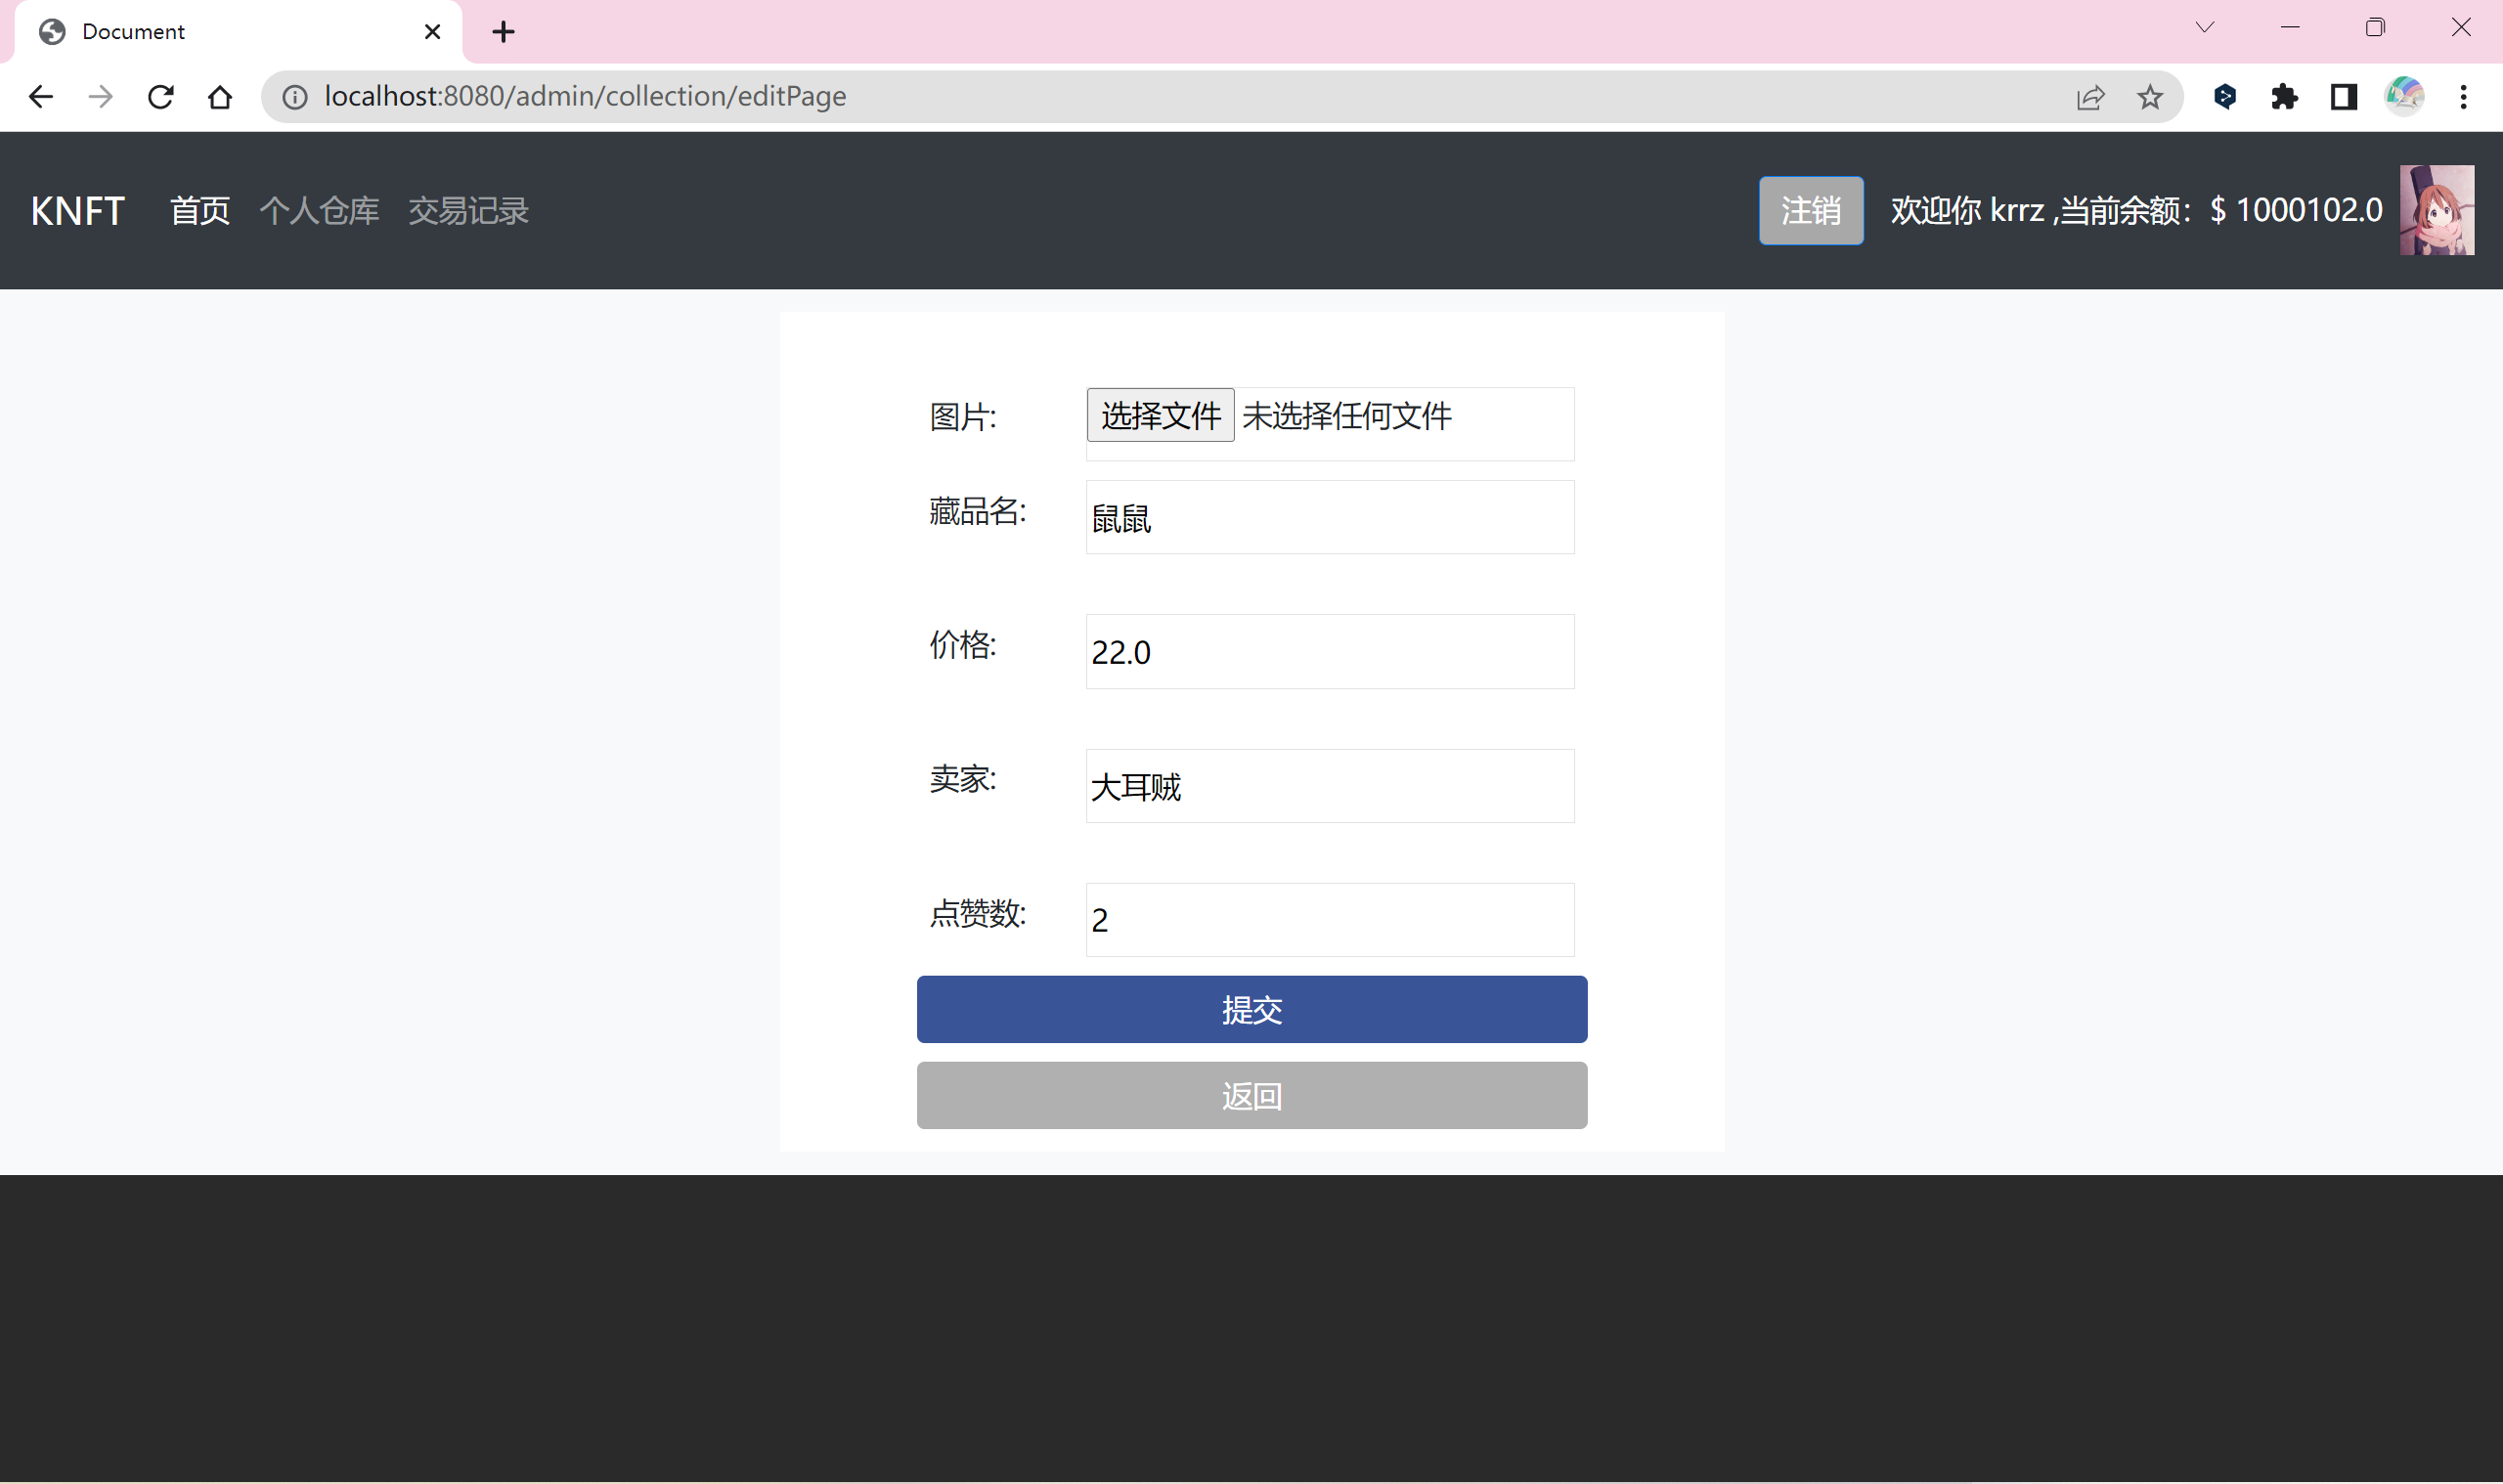 Document
localhost:8080/admin/collection/editPage
KNFT 首页 个人仓库 交易记录 注销 欢迎你 krrz ,当前余额：$ 1000102.0
图片: 选择文件 未选择任何文件
藏品名: 鼠鼠
价格: 22.0
卖家: 大耳贼
点赞数: 2
提交
返回